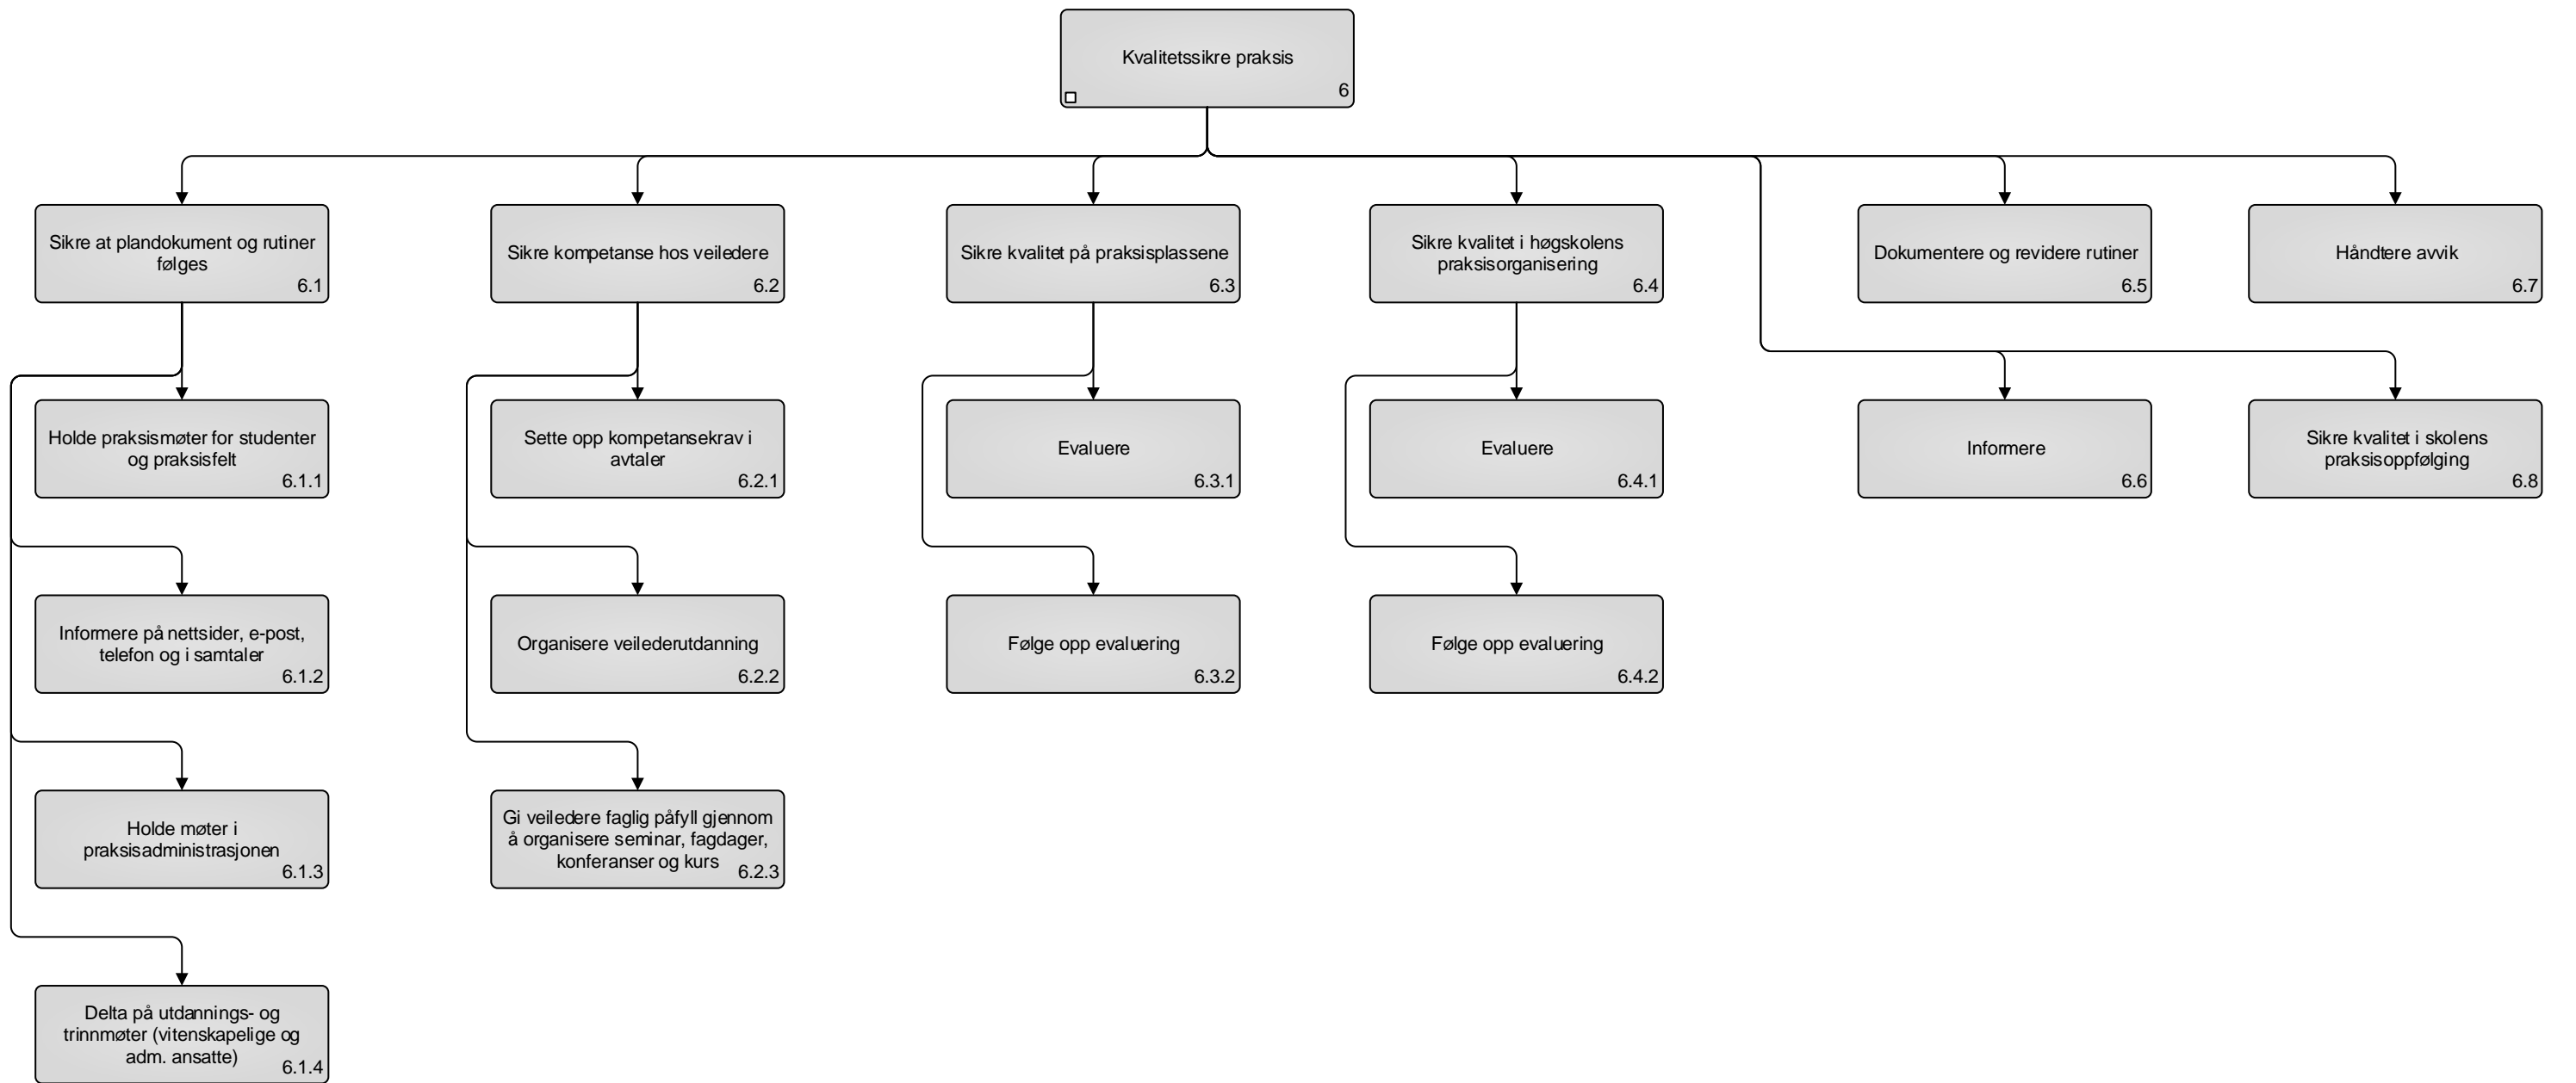 Kvalitetssikre praksis
6
Sikre at plandokument og rutiner
følges
6.1
Sikre kompetanse hos veiledere
6.2
Sikre kvalitet på praksisplassene
6.3
Sikre kvalitet i høgskolens
praksisorganisering
6.4
Dokumentere og revidere rutiner
6.5
Håndtere avvik
6.7
Holde praksismøter for studenter
og praksisfelt
6.1.1
Sette opp kompetansekrav i
avtaler
6.2.1
Evaluere
6.3.1
Evaluere
6.4.1
Informere
6.6
Sikre kvalitet i skolens
praksisoppfølging
6.8
Informere på nettsider, e-post,
telefon og i samtaler
6.1.2
Organisere veilederutdanning
6.2.2
Følge opp evaluering
6.3.2
Følge opp evaluering
6.4.2
Holde møter i
praksisadministrasjonen
6.1.3
Gi veiledere faglig påfyll gjennom
å organisere seminar, fagdager,
konferanser og kurs
6.2.3
Delta på utdannings- og
trinnmøter (vitenskapelige og
adm. ansatte)
6.1.4